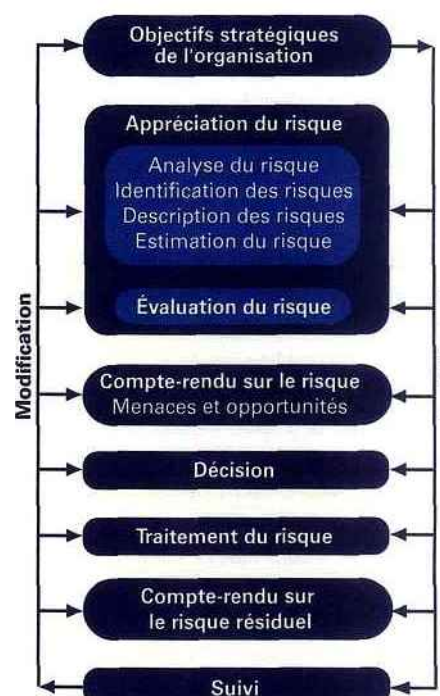 Objectifs stratégiques
de l'organisation
Appréciation du risque
Analyse du risque
Identification des risques
Description des risques
Estimation du risque
Évaluation du risque
Modification
Compte-rendu sur le risque
Menaces et opportunités
Décision
Traitement du risque
Compte-rendu sur
le risque résiduel
Suivi